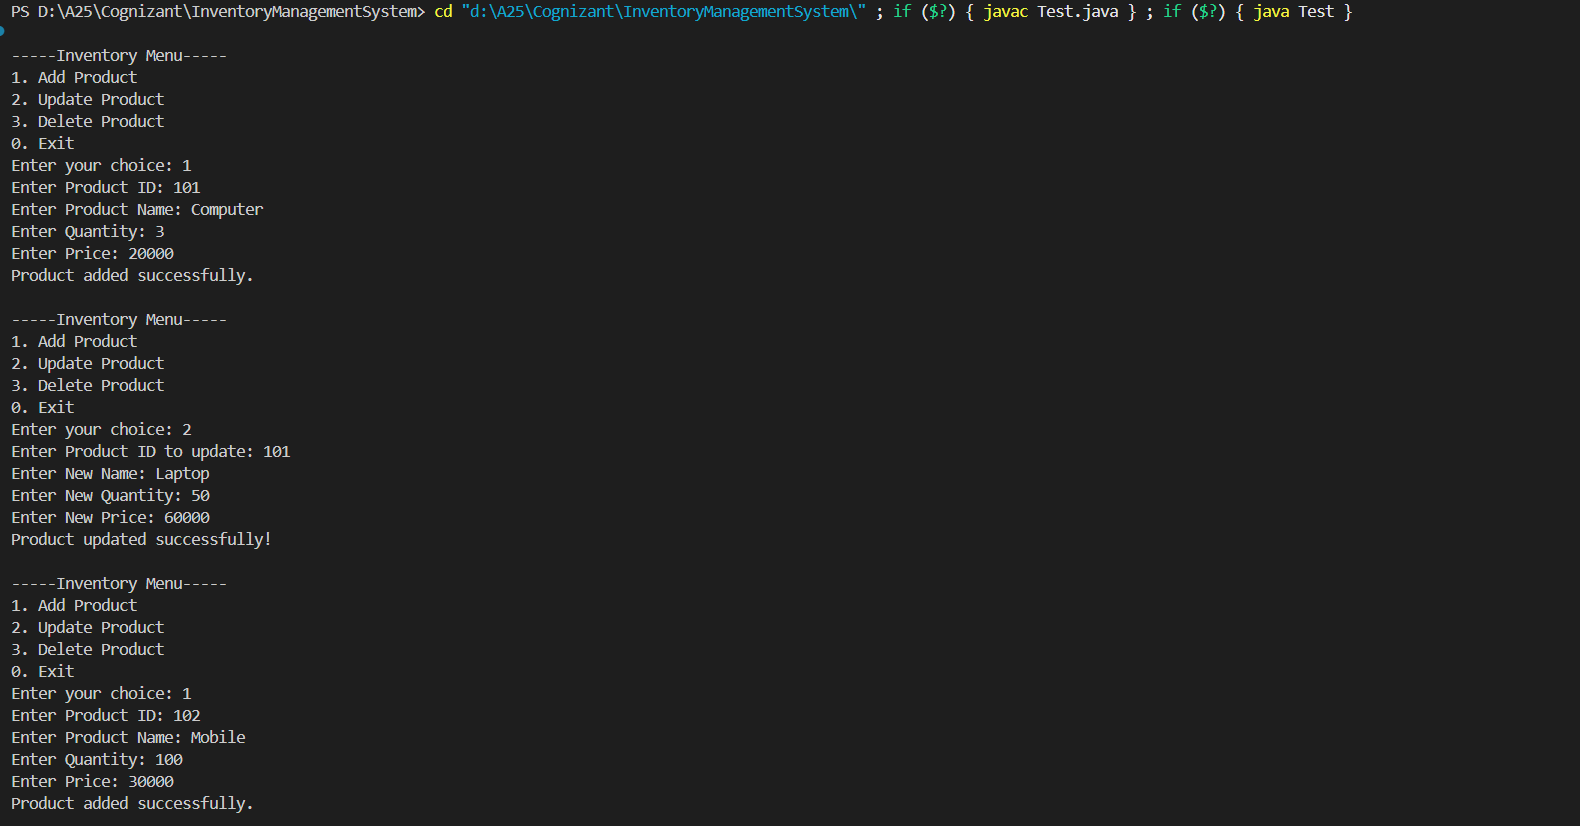 PS D:\A25\Cognizant\InventoryManagementSystem> cd "d:\A25\Cognizant\InventoryManagementSystem\" ; if ($?) { javac Test.java } ; if ($?) { java Test }
-----Inventory Menu-----
1. Add Product
2. Update Product
3. Delete Product
0. Exit
Enter your choice: 1
Enter Product ID: 101
Enter Product Name: Computer
Enter Quantity: 3
Enter Price: 20000
Product added successfully.
-----Inventory Menu-----
1. Add Product
2. Update Product
3. Delete Product
0. Exit
Enter your choice: 2
Enter Product ID to update: 101
Enter New Name: Laptop
Enter New Quantity: 50
Enter New Price: 60000
Product updated successfully!
-----Inventory Menu-----
1. Add Product
2. Update Product
3. Delete Product
0. Exit
Enter your choice: 1
Enter Product ID: 102
Enter Product Name: Mobile
Enter Quantity: 100
Enter Price: 30000
Product added successfully.